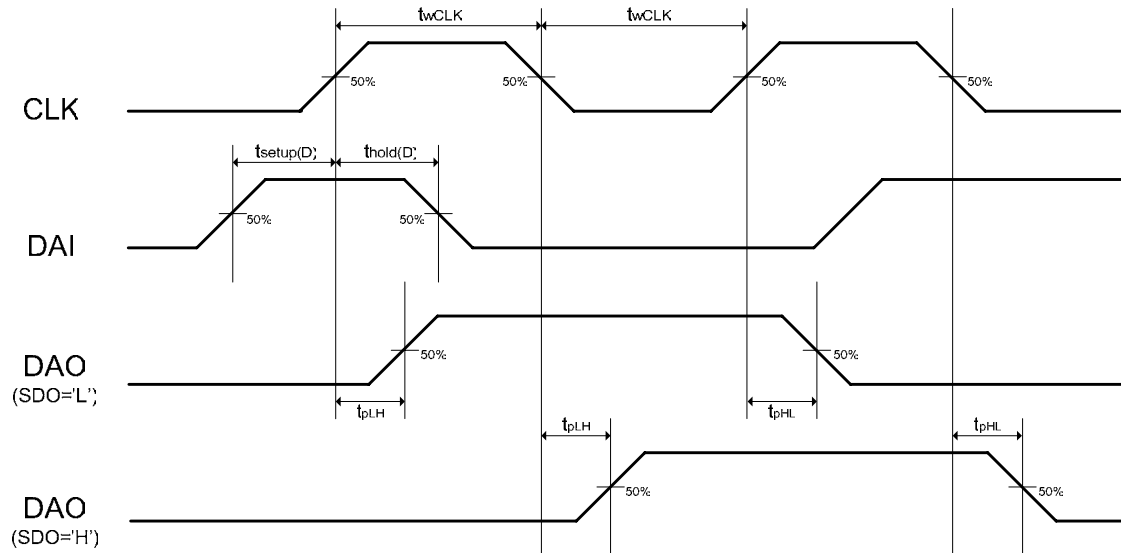 twCLK twCLK
50% 50% 50% 50%
CLK
tsetup(D) thold(D)
50% 50%
DAI
50% 50%
DAO
(SDO='L')
tpLH tpHL
tpLH tpHL
50% 50%
DAO
(SDO='H')